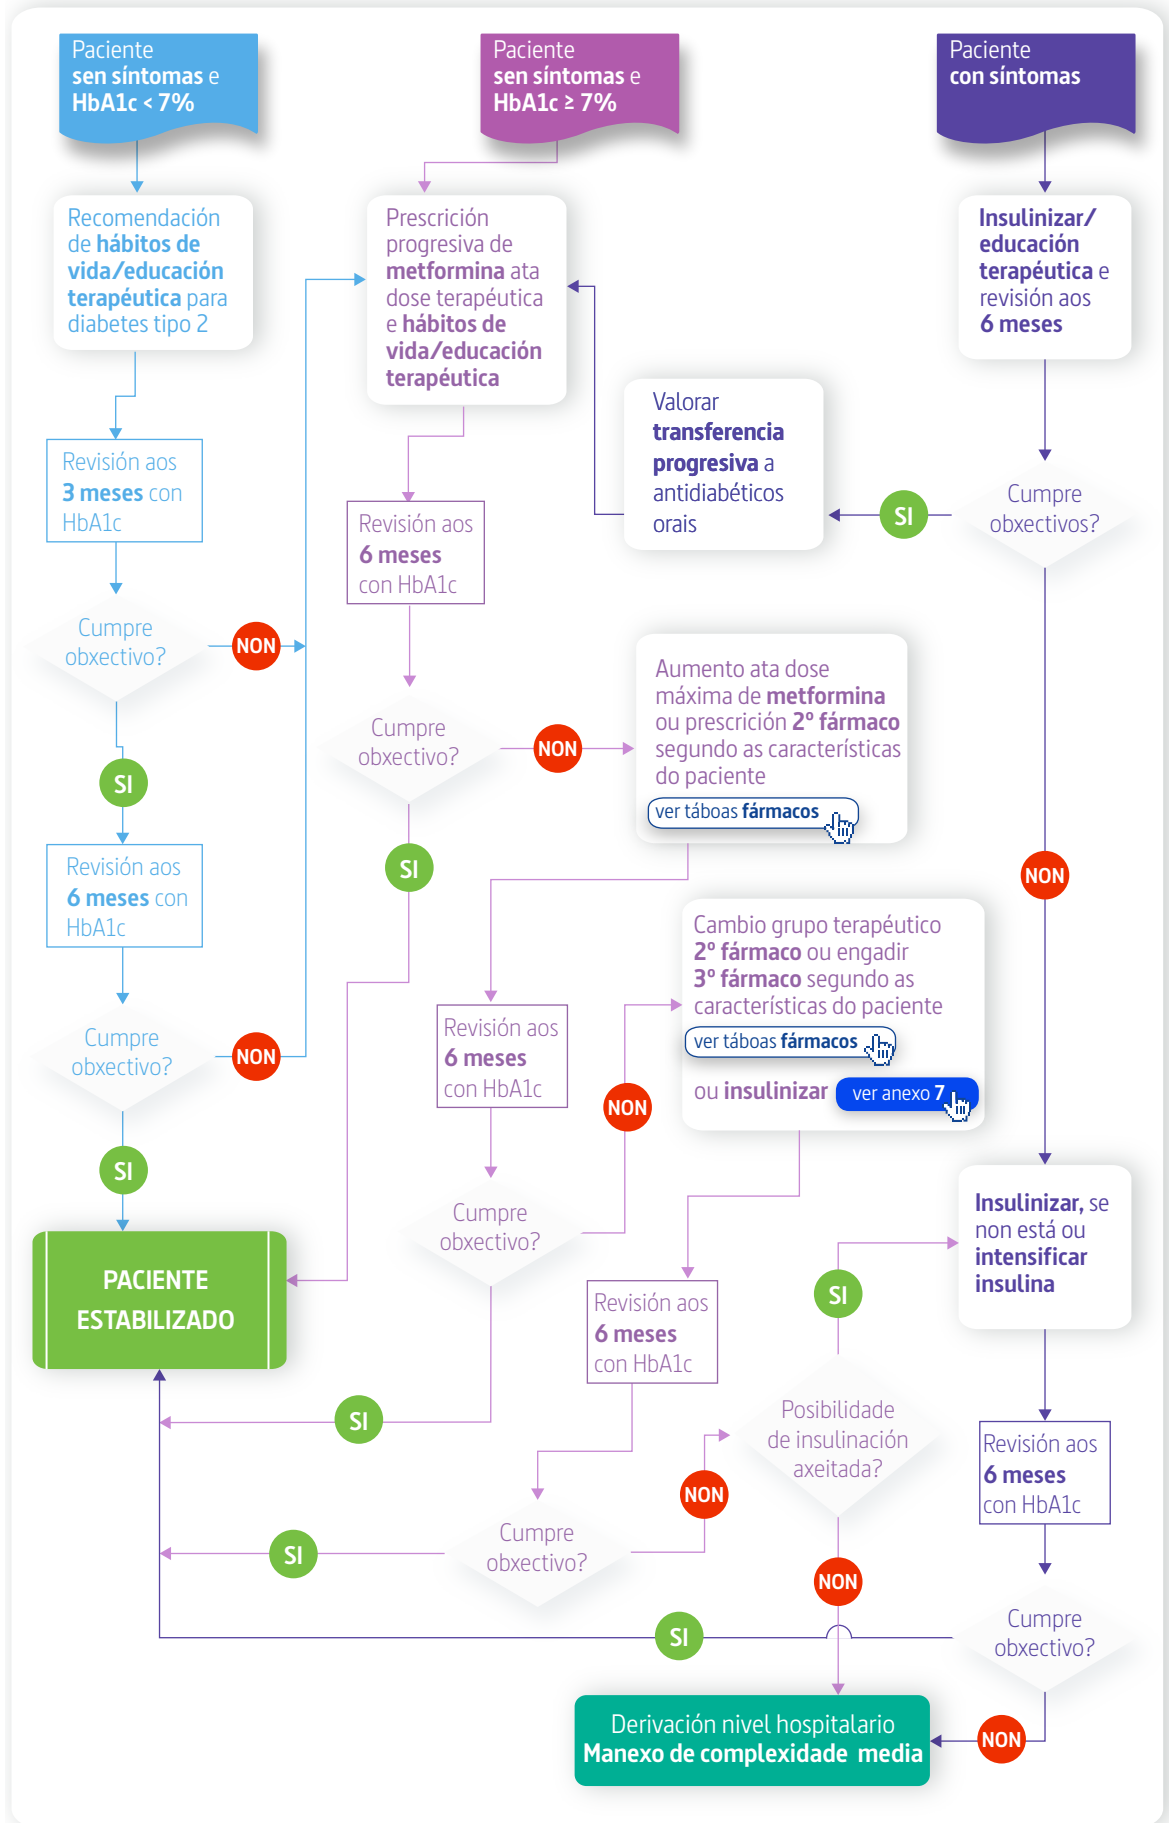 Paciente
sen síntomas e
HbA1c < 7%
Paciente
sen síntomas e
HbA1c ≥ 7%
Paciente
con síntomas
Recomendación
de hábitos de
vida/educación
terapéutica para
diabetes tipo 2
Prescrición
progresiva de
metformina ata
dose terapéutica
e hábitos de
vida/educación
terapéutica
Insulinizar/
educación
terapéutica e
revisión aos
6 meses
Valorar
transferencia
progresiva a
antidiabéticos
orais
SI
Cumpre
obxectivos?
Revisión aos
3 meses con
HbA1c
Revisión aos
6 meses
con HbA1c
Cumpre
obxectivo?
NON
Cumpre
obxectivo?
NON
Aumento ata dose
máxima de metformina
ou prescrición 2º fármaco
segundo as características
do paciente
ver táboas fármacos
SI
Revisión aos
6 meses con
HbA1c
SI
NON
Cambio grupo terapéutico
2º fármaco ou engadir
3º fármaco segundo as
características do paciente
ver táboas fármacos
ou insulinizar
ver anexo 7
Cumpre
obxectivo?
NON
Revisión aos
6 meses
con HbA1c
NON
SI
Cumpre
obxectivo?
Insulinizar, se
non está ou
intensificar
insulina
PACIENTE
ESTABILIZADO
Revisión aos
6 meses
con HbA1c
SI
SI
Posibilidade
de insulinación
axeitada?
Revisión aos
6 meses
con HbA1c
NON
Cumpre
obxectivo?
SI
NON
Cumpre
obxectivo?
SI
Derivación nivel hospitalario
Manexo de complexidade media
NON